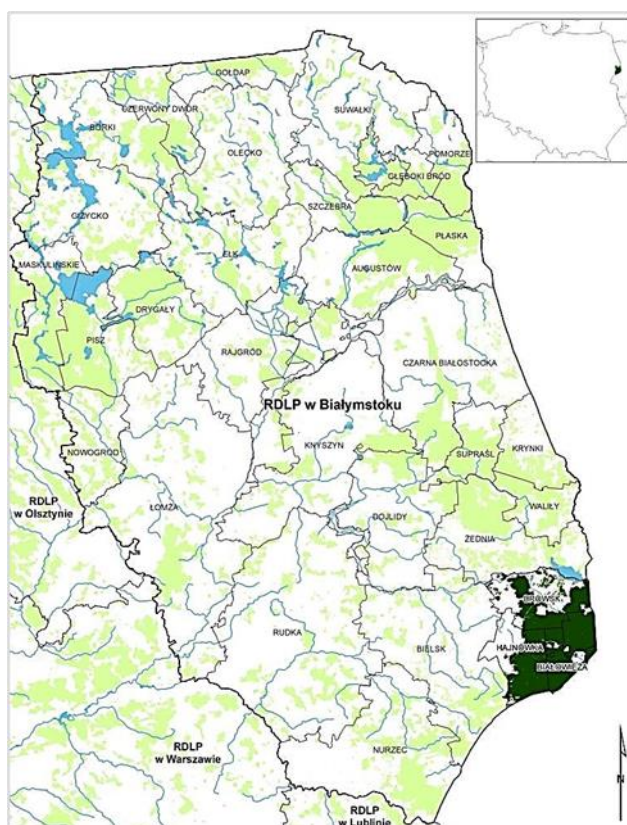 GOŁDAP
CZERWONY DWÓR
BORKI
SUWAŁKI
OLECKO
POMORZE
GŁĘBOKI BRÓD
SZCZEBRA
GIŻYCKO
PŁASKA
EŁK
MASKULIŃSKIE
AUGUSTÓW
DRYGAŁY
PISZ
RAJGRÓD
CZARNA BIAŁOSTOCKA
RDLP w Białymstoku
KNYSZYN
NOWOGRÓD
SUPRAŚL
KRYNKI
RDLP
w Olsztynie
ŁOMŻA
WALIŁY
DOJLIDY
ŻEDNIA
BROWSK
RUDKA
BIELSK
HAJNÓWKA
BIAŁOWIEŻA
NURZEC
RDLP
w Warszawie
RDLP
w Lublinie
N